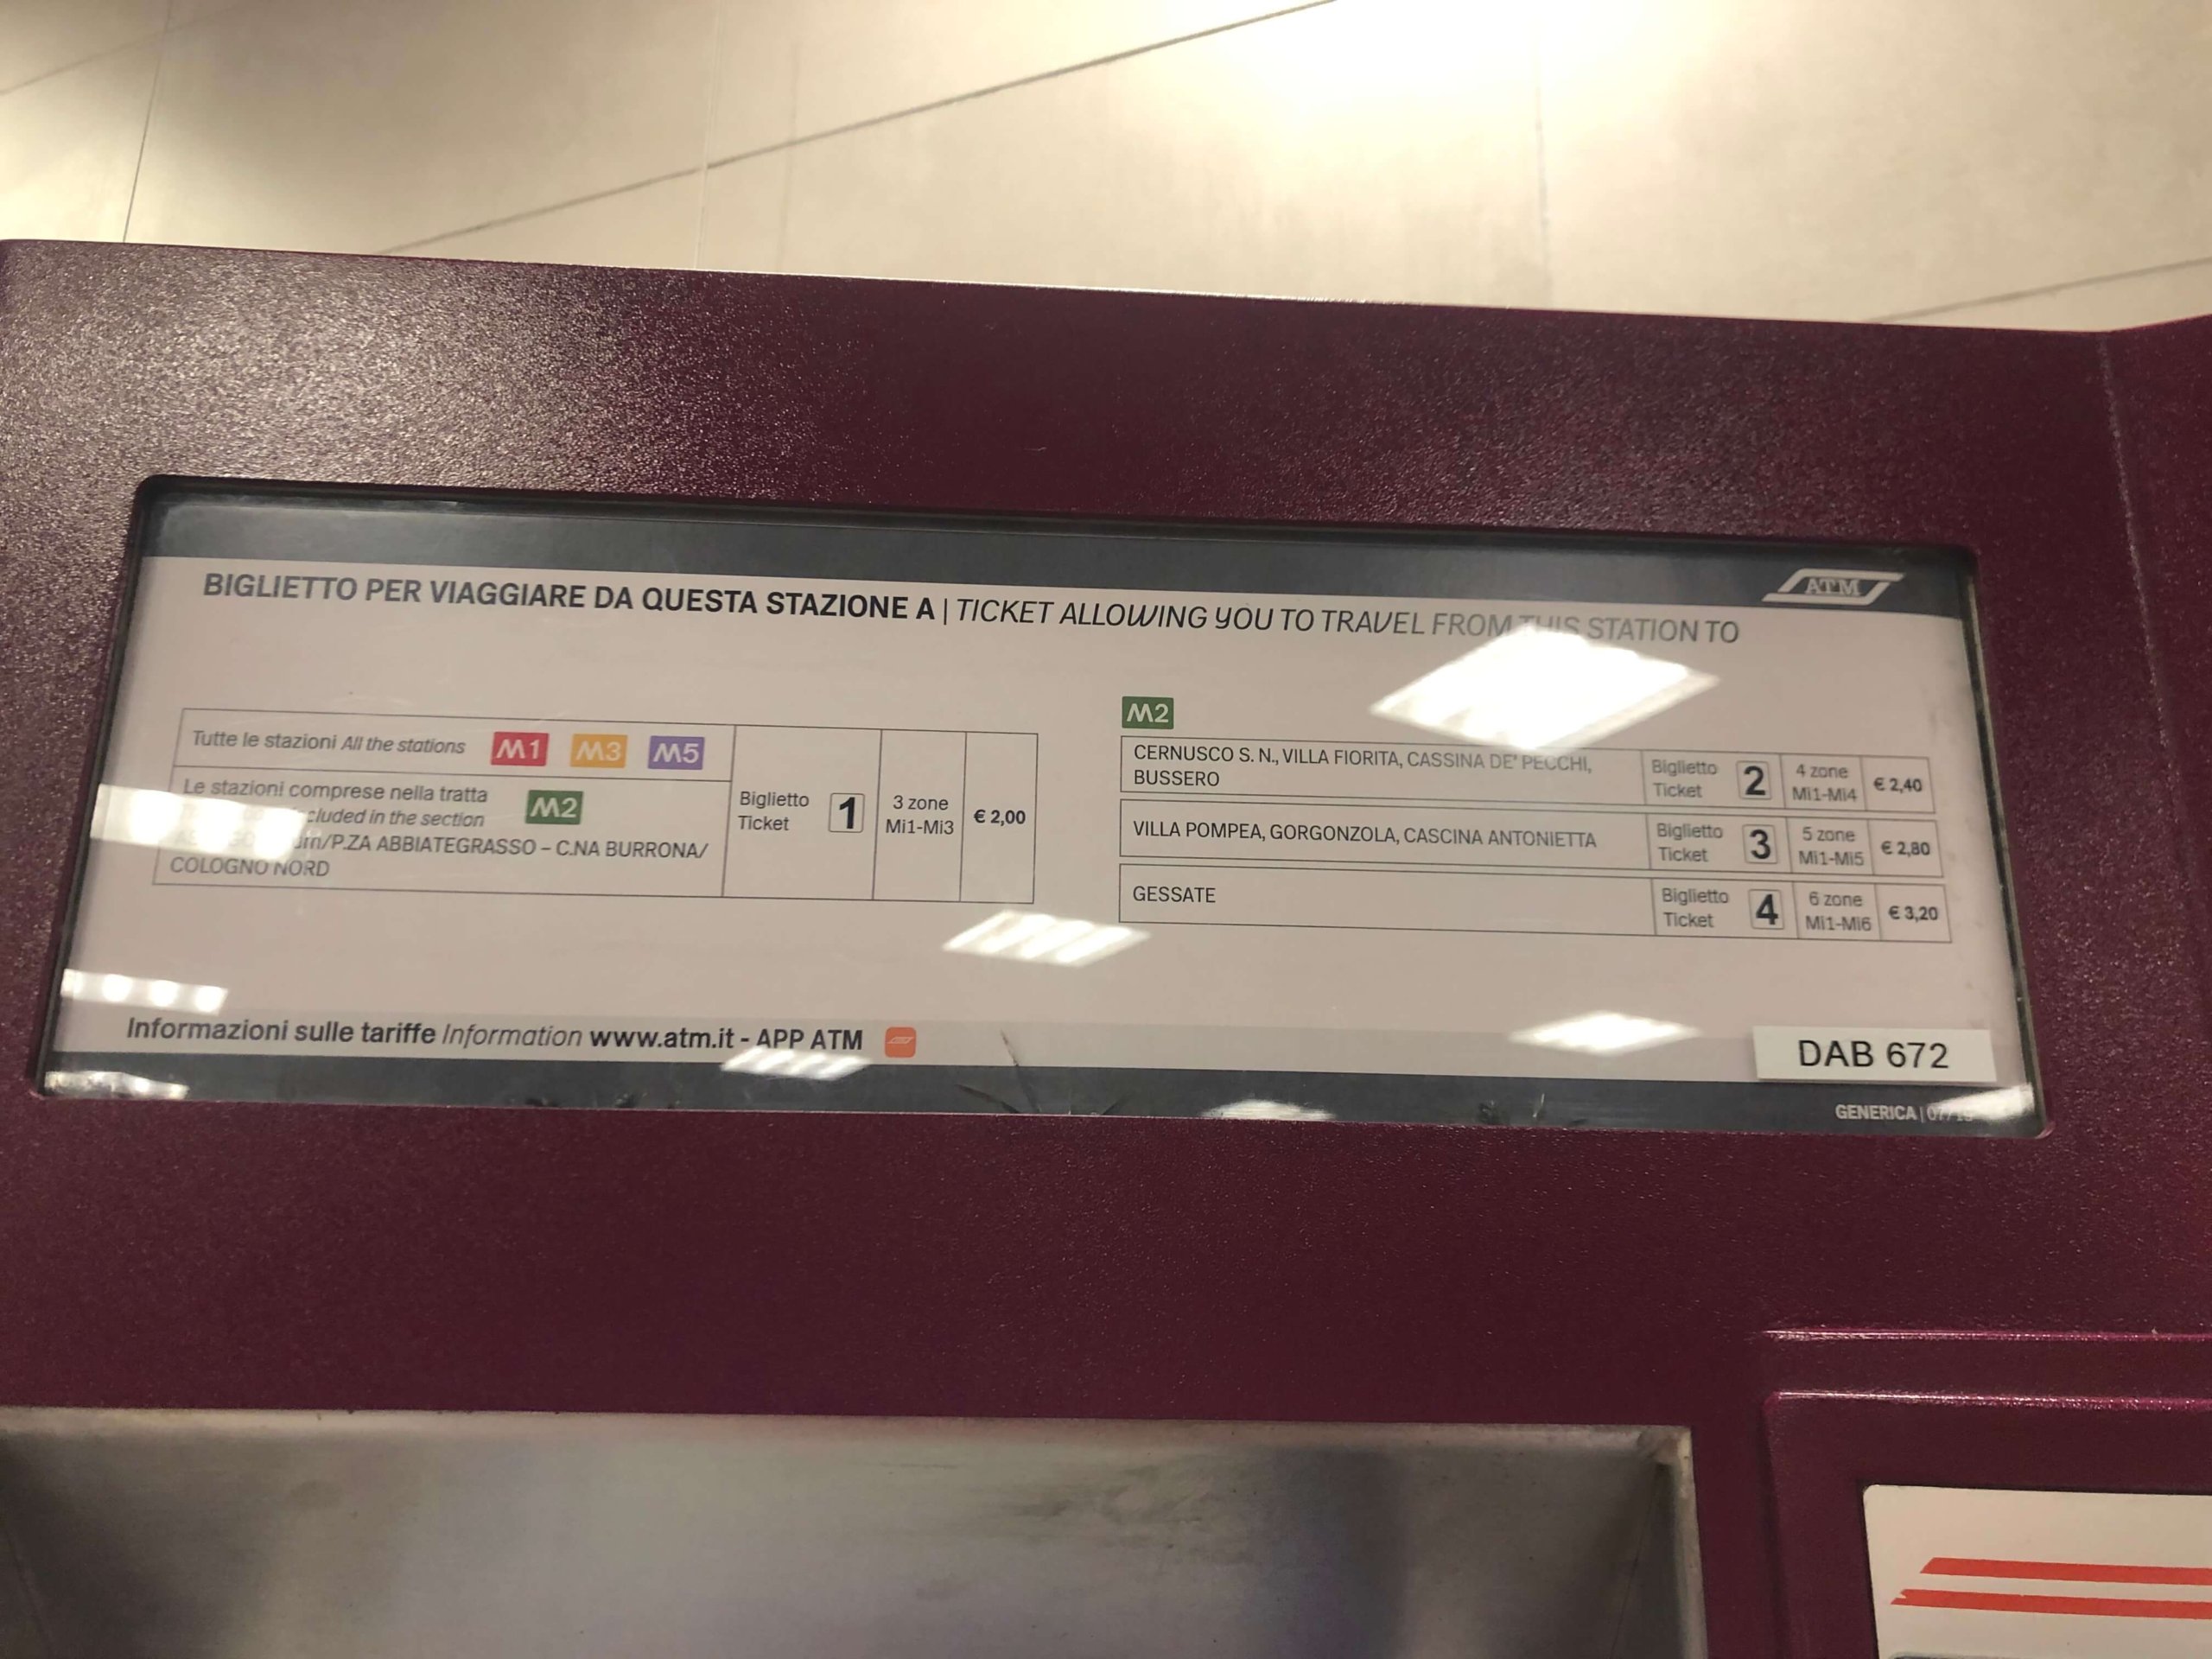 ATM
BIGLIETTO PER VIAGGIARE DA QUESTA STAZIONE A | TICKET ALLOWING YOU TO TRAVEL FROM THIS STATION TO
Tutte le stazioni All the stations M1 M3 M5
Le stazioni comprese nella tratta M2
in the section
ABBIATEGRASSO – C.NA BURRONA/
COLOGNO NORD
Biglietto
Ticket
1
3 zone
Mi1-Mi3
€ 2,00
M2
CERNUSCO S. N., VILLA FIORITA, CASSINA DE' PECCHI,
BUSSERO
Biglietto
Ticket
2
4 zone
Mi1-Mi4
€ 2,40
VILLA POMPEA, GORGONZOLA, CASCINA ANTONIETTA
Biglietto
Ticket
3
5 zone
Mi1-Mi5
€ 2,80
GESSATE
Biglietto
Ticket
4
6 zone
Mi1-Mi6
€ 3,20
Informazioni sulle tariffe Information www.atm.it - APP ATM
DAB 672
GENERICA |